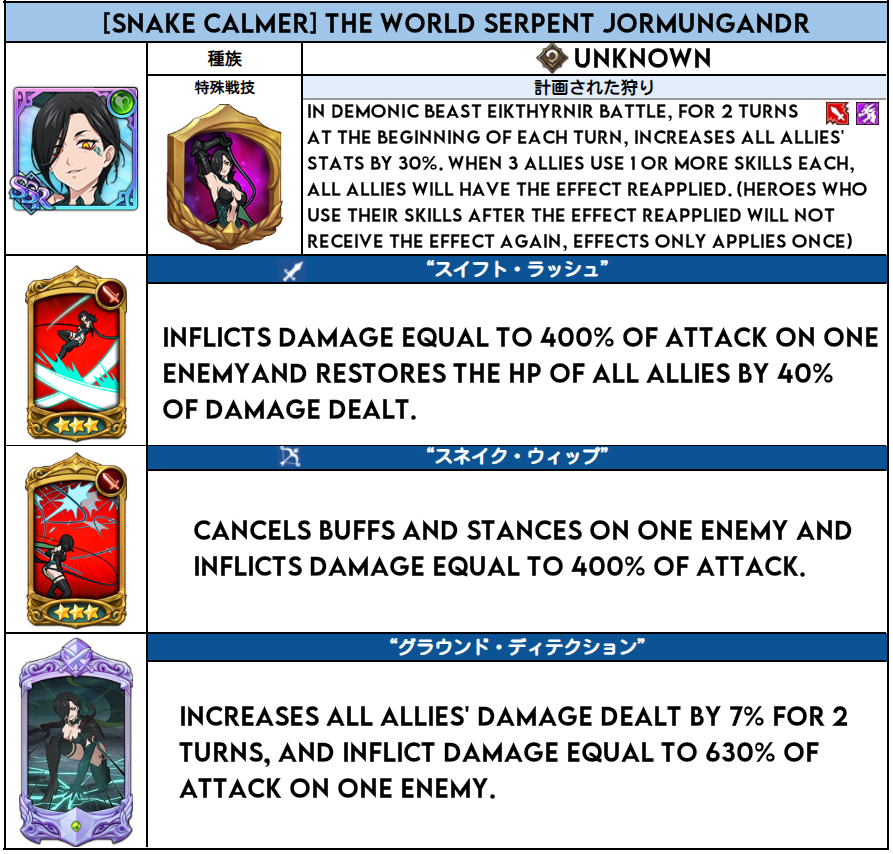 [SNAKE CALMER] THE WORLD SERPENT JORMUNGANDR
種族
UNKNOWN
特殊戦技
計画された狩り
SSR
IN DEMONIC BEAST EIKTHYRNIR BATTLE, FOR 2 TURNS
AT THE BEGINNING OF EACH TURN, INCREASES ALL ALLIES'
STATS BY 30%. WHEN 3 ALLIES USE 1 OR MORE SKILLS EACH,
ALL ALLIES WILL HAVE THE EFFECT REAPPLIED. (HEROES WHO
USE THEIR SKILLS AFTER THE EFFECT REAPPLIED WILL NOT
RECEIVE THE EFFECT AGAIN, EFFECTS ONLY APPLIES ONCE)
“スイフト・ラッシュ”
INFLICTS DAMAGE EQUAL TO 400% OF ATTACK ON ONE
ENEMYAND RESTORES THE HP OF ALL ALLIES BY 40%
OF DAMAGE DEALT.
“スネイク・ウィップ”
CANCELS BUFFS AND STANCES ON ONE ENEMY AND
INFLICTS DAMAGE EQUAL TO 400% OF ATTACK.
“グラウンド・ディテクション”
INCREASES ALL ALLIES' DAMAGE DEALT BY 7% FOR 2
TURNS, AND INFLICT DAMAGE EQUAL TO 630% OF
ATTACK ON ONE ENEMY.